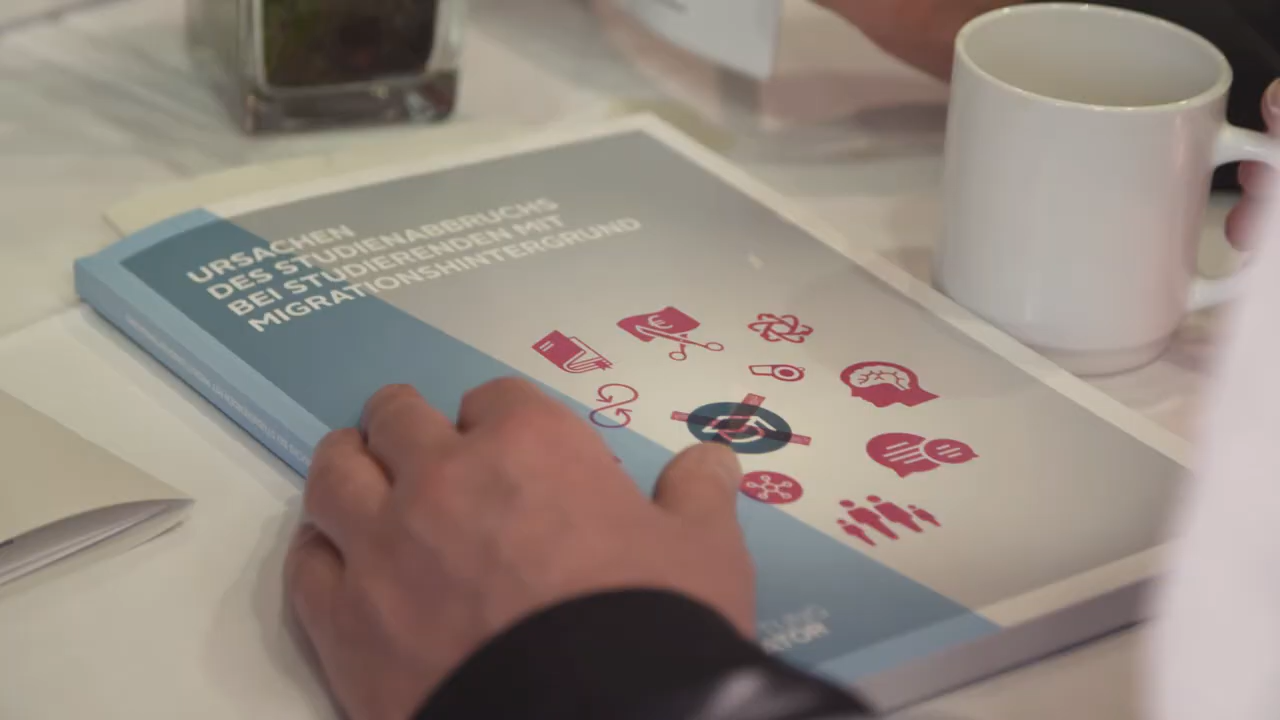 URSACHEN
DES STUDIENABBRUCHS
BEI STUDIERENDEN MIT
MIGRATIONSHINTERGRUND
€